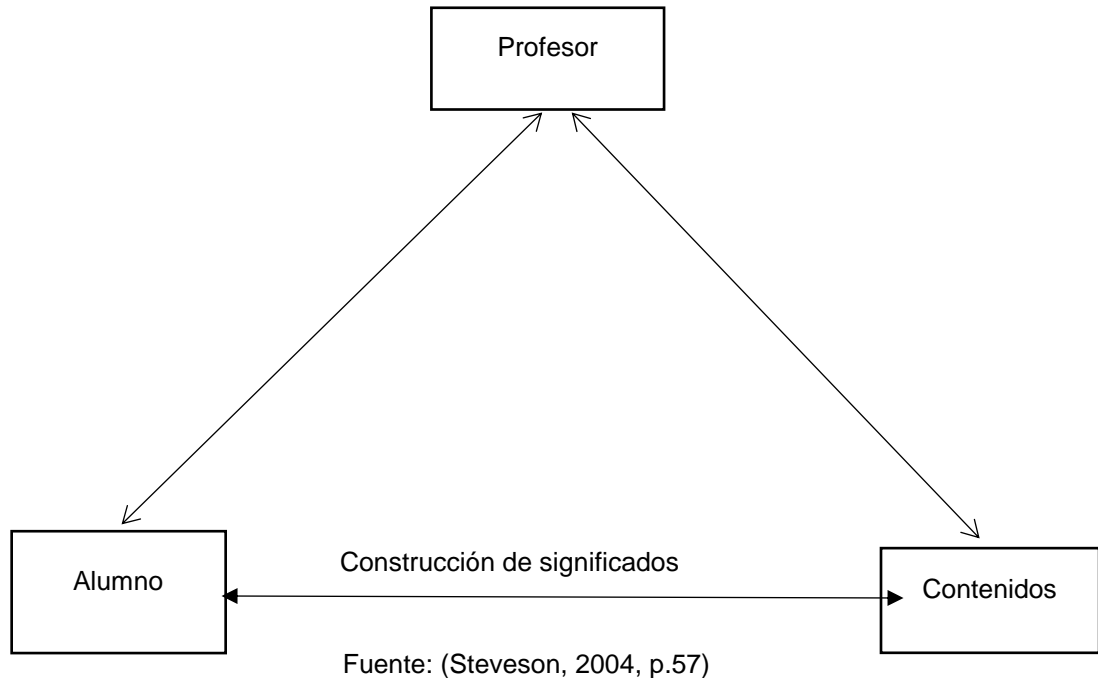 Profesor
Construcción de significados
Alumno
Contenidos
Fuente: (Steveson, 2004, p.57)